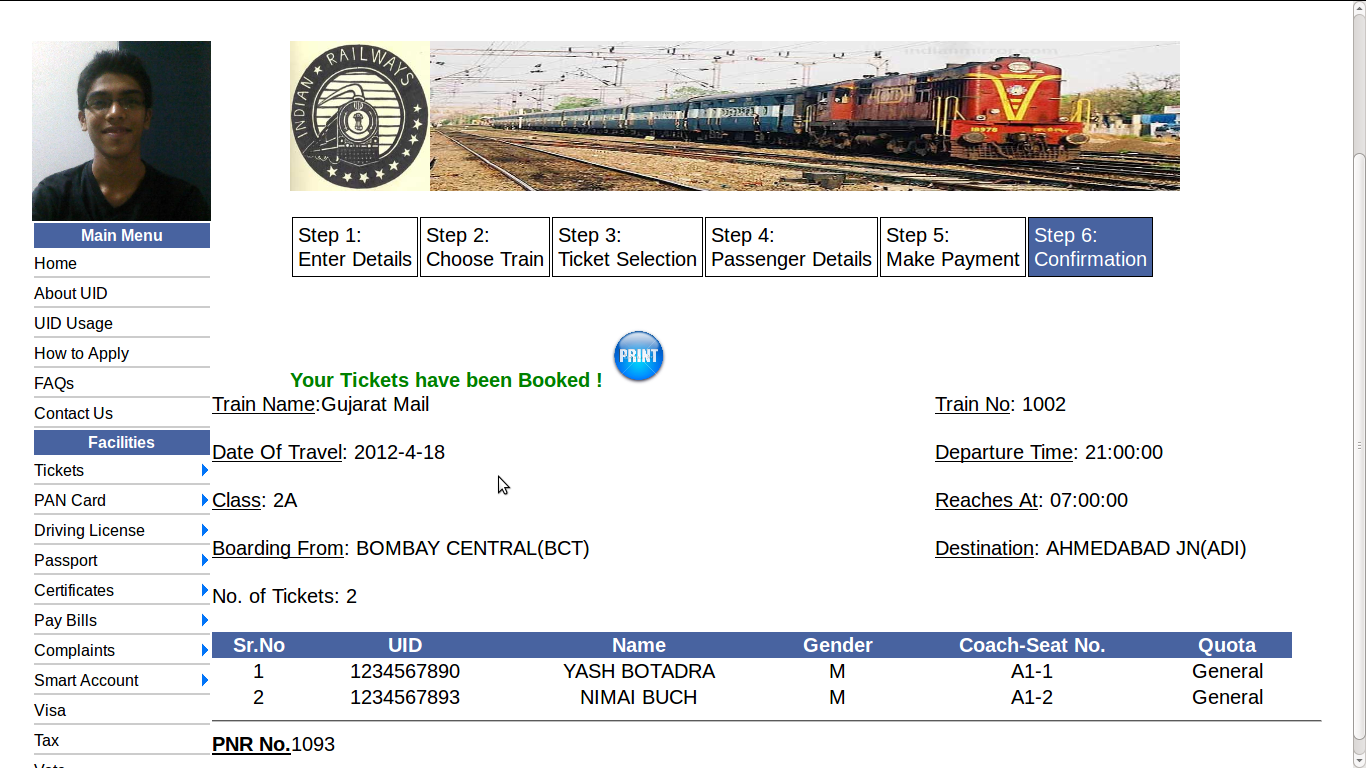 INDIAN ★ RAILWAYS
indianmirror.com
Main Menu
Home
About UID
UID Usage
How to Apply
FAQs
Contact Us
Facilities
Tickets
PAN Card
Driving License
Passport
Certificates
Pay Bills
Complaints
Smart Account
Visa
Tax
Step 1: Step 2: Step 3: Step 4: Step 5: Step 6:
Enter Details Choose Train Ticket Selection Passenger Details Make Payment Confirmation
PRINT
Your Tickets have been Booked !
Train Name:Gujarat Mail Train No: 1002
Date Of Travel: 2012-4-18 Departure Time: 21:00:00
Class: 2A Reaches At: 07:00:00
Boarding From: BOMBAY CENTRAL(BCT) Destination: AHMEDABAD JN(ADI)
No. of Tickets: 2
Sr.No UID Name Gender Coach-Seat No. Quota
1 1234567890 YASH BOTADRA M A1-1 General
2 1234567893 NIMAI BUCH M A1-2 General
PNR No.1093